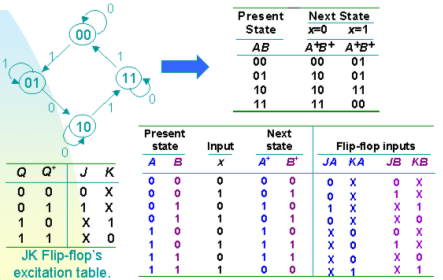 0
00
1
1
1
01
11
0
0
1
10
0
Present Next State
State x=0 x=1
AB A⁺B⁺ A⁺B⁺
00 00 01
01 10 01
10 10 11
11 11 00
Q Q⁺ J K
0 0 0 X
0 1 1 X
1 0 X 1
1 1 X 0
JK Flip-flop's
excitation table.
Present Next
state Input state Flip-flop inputs
A B x A⁺ B⁺ JA KA JB KB
0 0 0 0 0 0 X 0 X
0 0 1 0 1 0 X 1 X
0 1 0 1 0 1 X X 1
0 1 1 0 1 0 X X 0
1 0 0 1 0 X 0 0 X
1 0 1 1 1 X 0 1 X
1 1 0 1 1 X 0 X 0
1 1 1 0 0 X 1 X 1